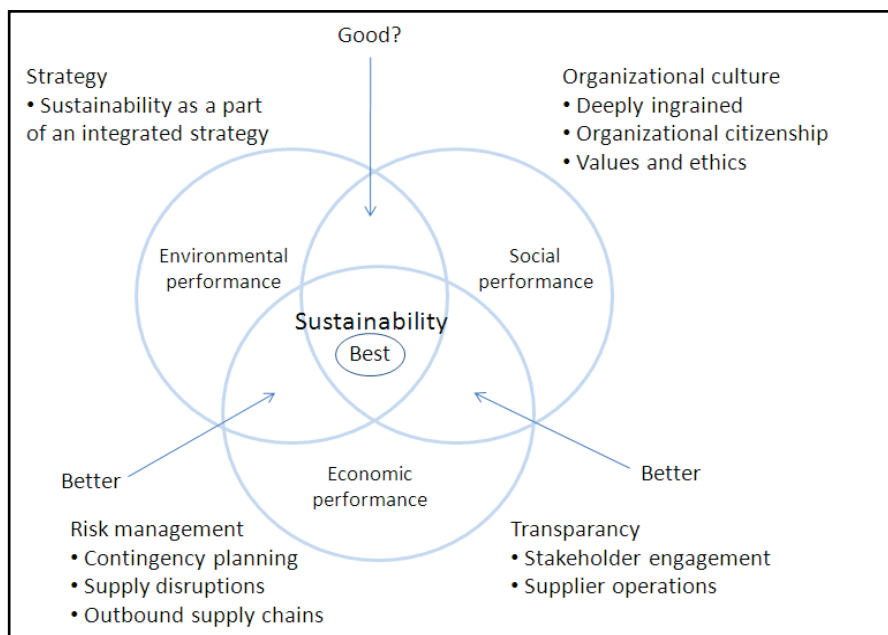 Good?
Strategy
• Sustainability as a part
of an integrated strategy
Organizational culture
• Deeply ingrained
• Organizational citizenship
• Values and ethics
Environmental
performance
Social
performance
Sustainability
Best
Better
Economic
performance
Better
Risk management
• Contingency planning
• Supply disruptions
• Outbound supply chains
Transparancy
• Stakeholder engagement
• Supplier operations